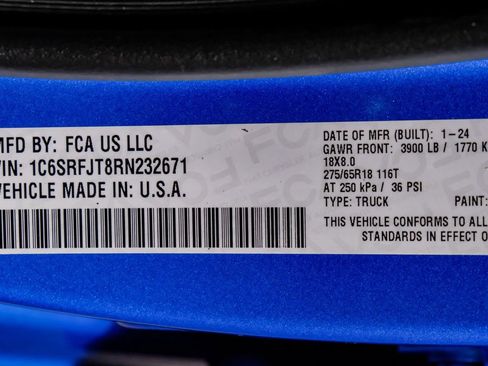 MFD BY: FCA US LLC
VIN: 1C6SRFJT8RN232671
VEHICLE MADE IN: U.S.A.
DATE OF MFR (BUILT): 1-24
GAWR FRONT: 3900 LB / 1770 K
18X8.0
275/65R18 116T
AT 250 kPa / 36 PSI
TYPE: TRUCK PAINT:
THIS VEHICLE CONFORMS TO ALL
STANDARDS IN EFFECT O